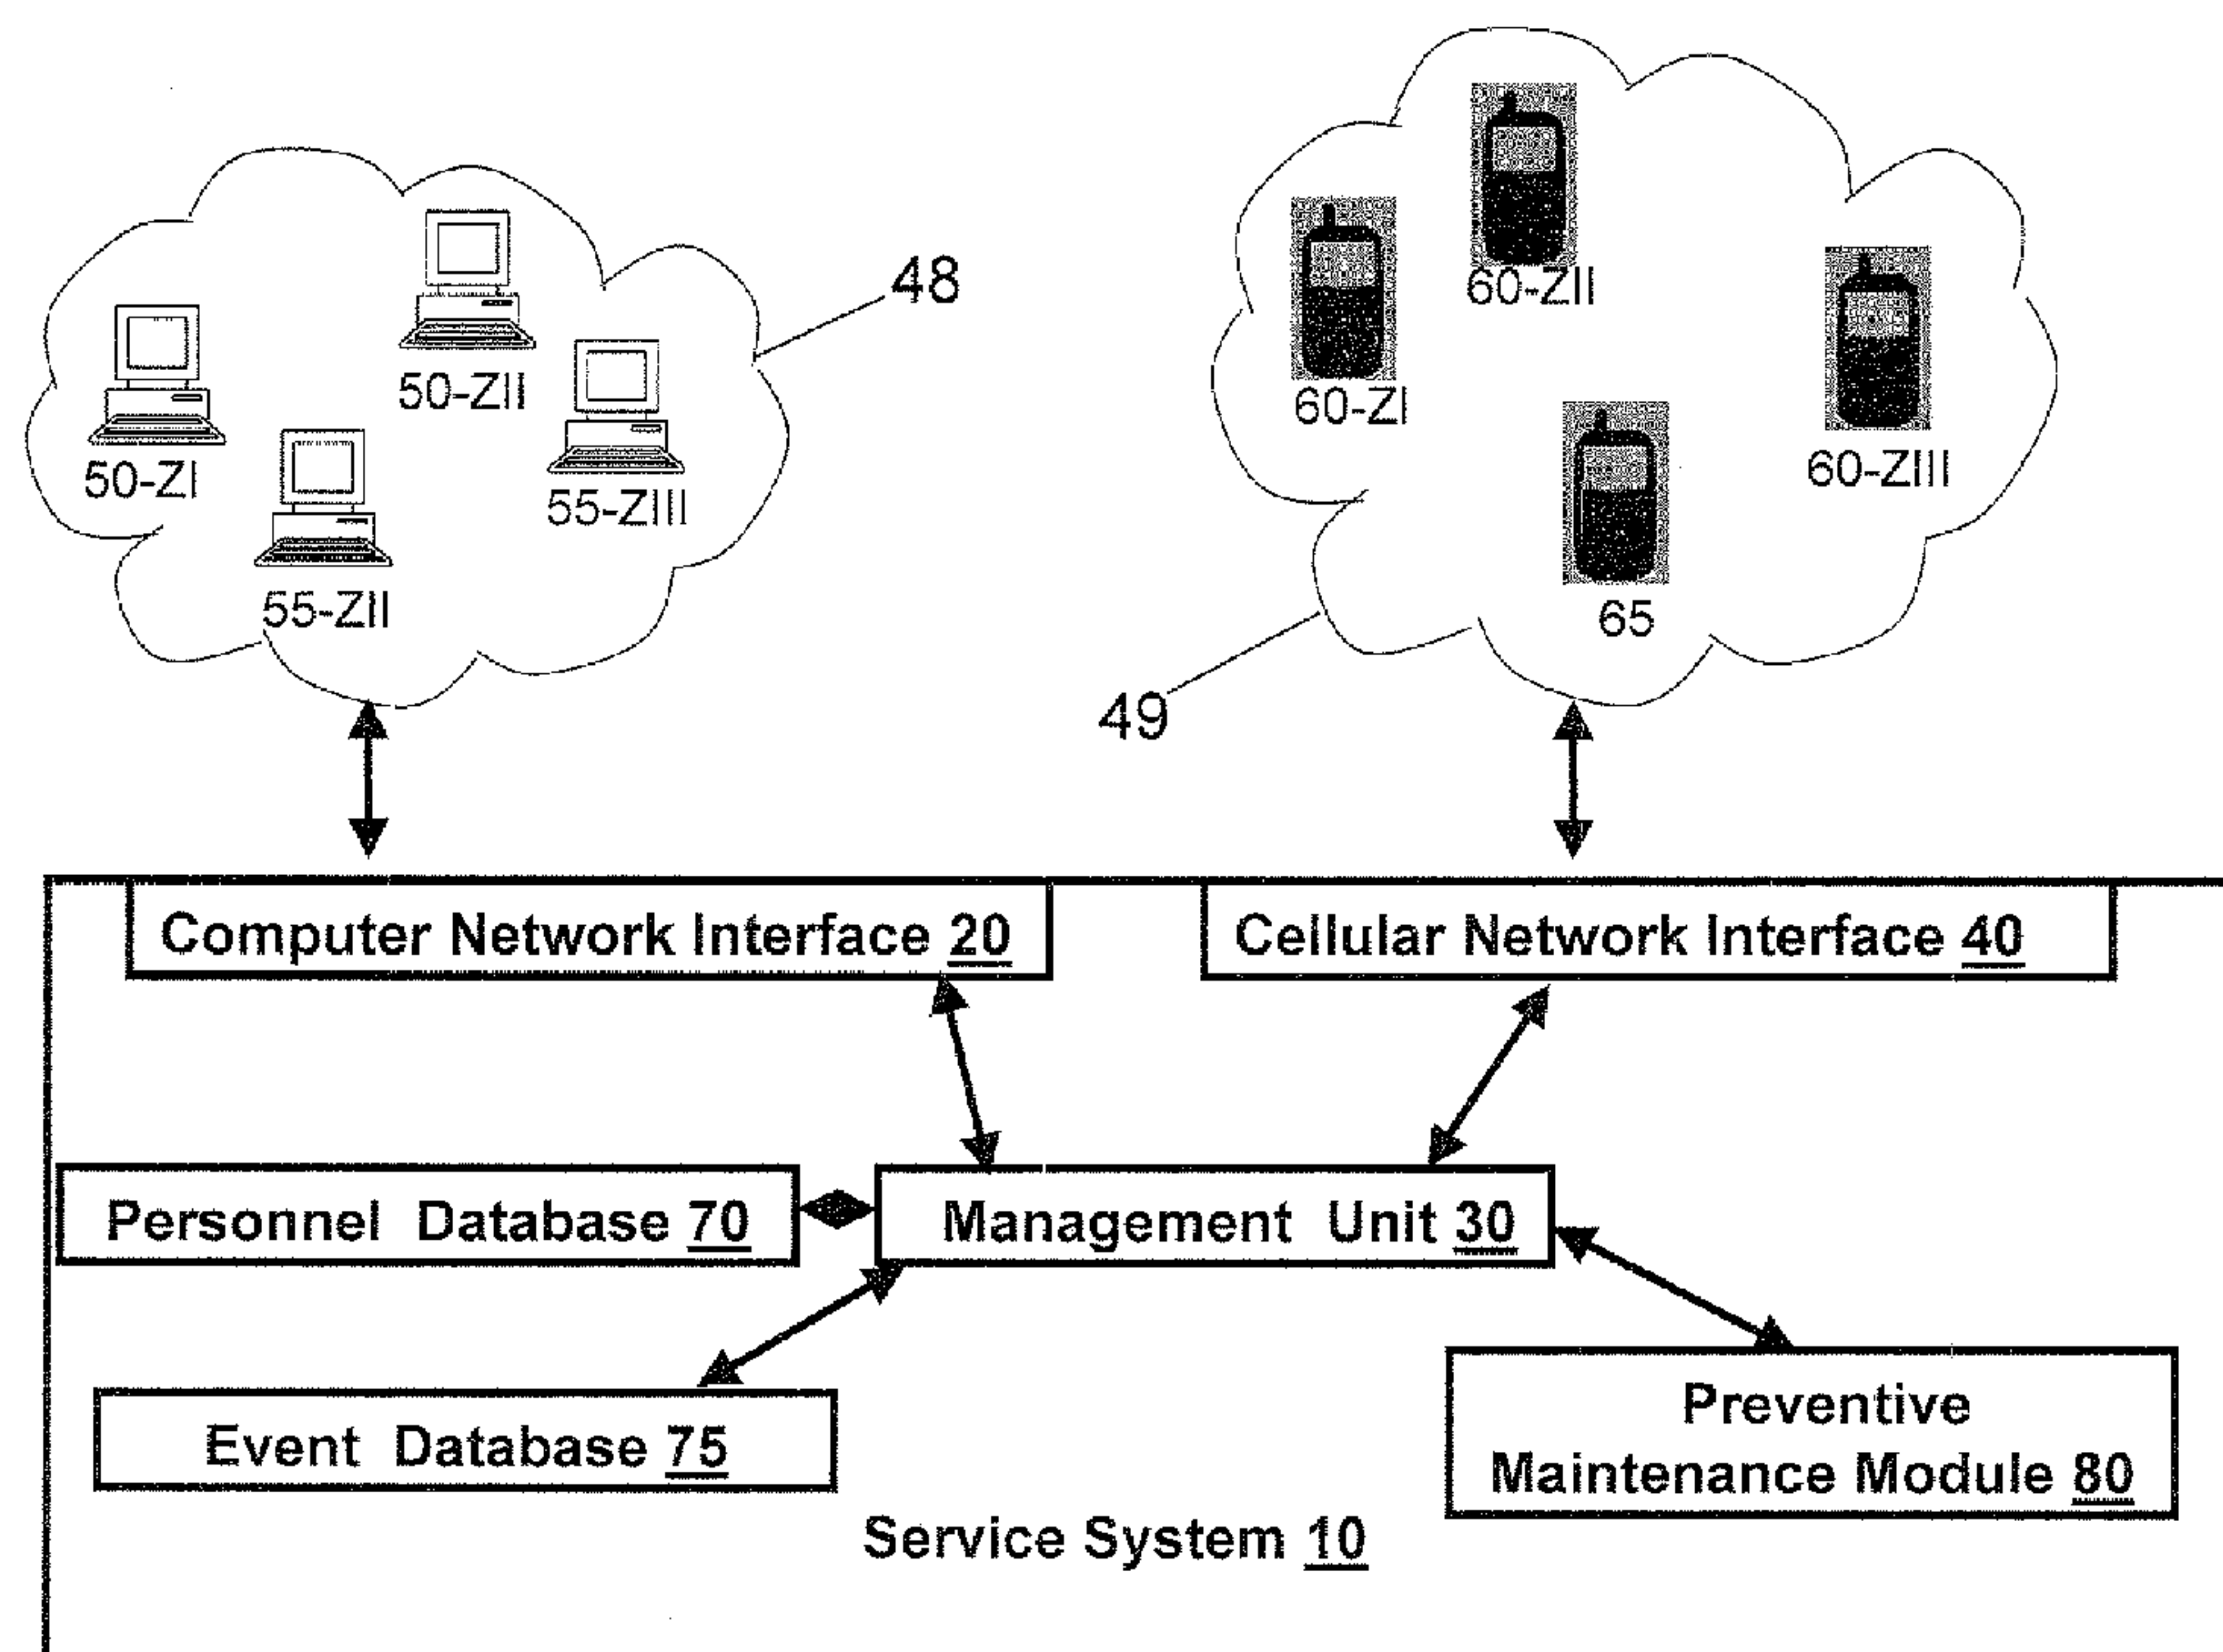 48
50-ZII
50-ZI
55-ZIII
55-ZII
60-ZII
60-ZI
60-ZIII
65
49
Computer Network Interface 20
Cellular Network Interface 40
Personnel Database 70
Management Unit 30
Event Database 75
Preventive
Maintenance Module 80
Service System 10